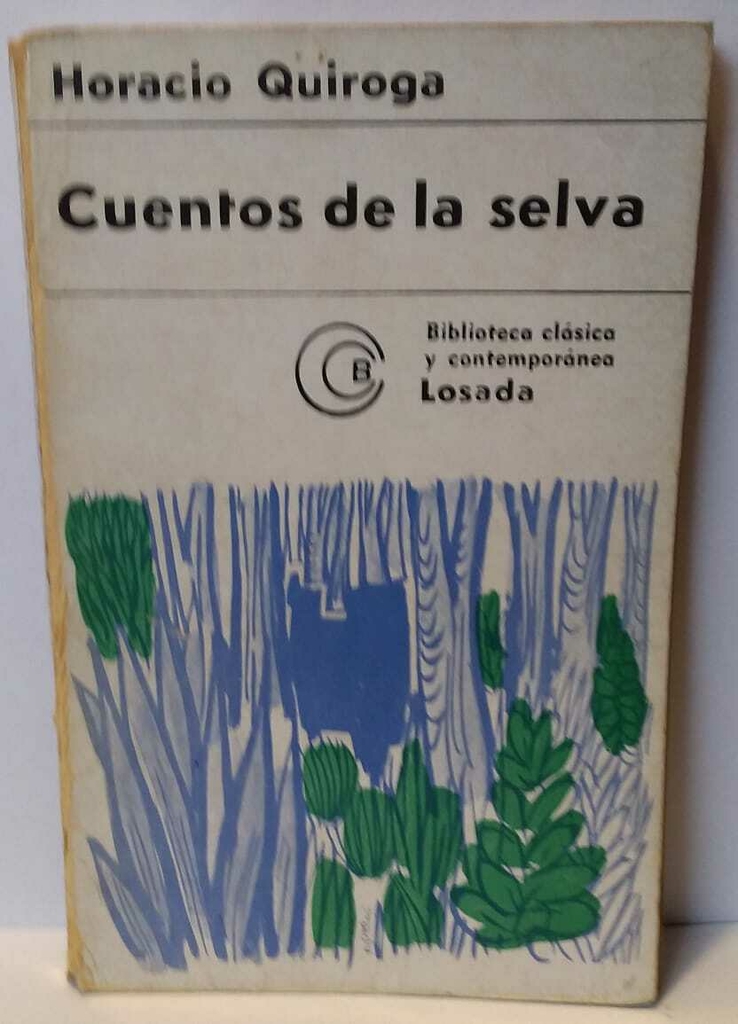 Horacio Quiroga
Cuentos de la selva
B
Biblioteca clásica
y contemporánea
Losada